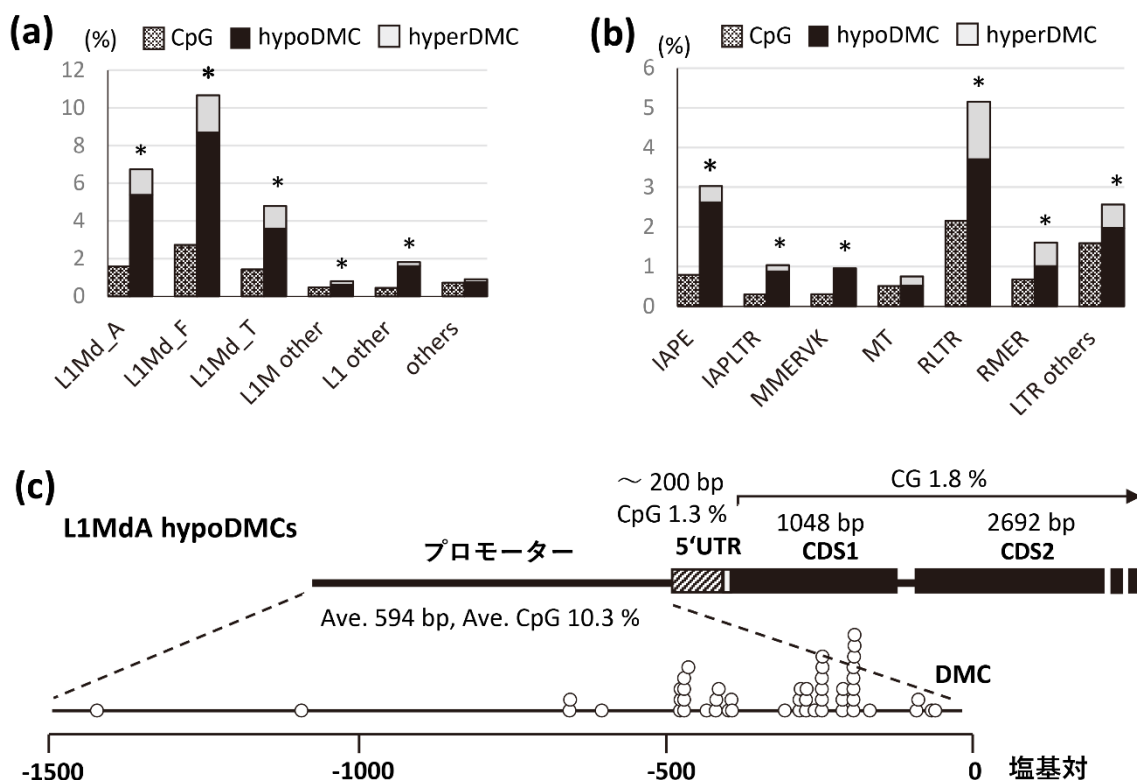 (a)
(%) CpG hypoDMC hyperDMC
12
10
8
6
4
2
0
* * * * *
L1Md_A L1Md_F L1Md_T L1M other L1 other others
(b)
(%) CpG hypoDMC hyperDMC
6
5
4
3
2
1
0
* * * * * *
IAPE IAPLTR MMERVK MT RLTR RMER LTR others
(c)
L1MdA hypoDMCs
～ 200 bp
CpG 1.3 %
CG 1.8 %
プロモーター
5‘UTR
1048 bp
CDS1
2692 bp
CDS2
Ave. 594 bp, Ave. CpG 10.3 %
DMC
-1500 -1000 -500 0 塩基対